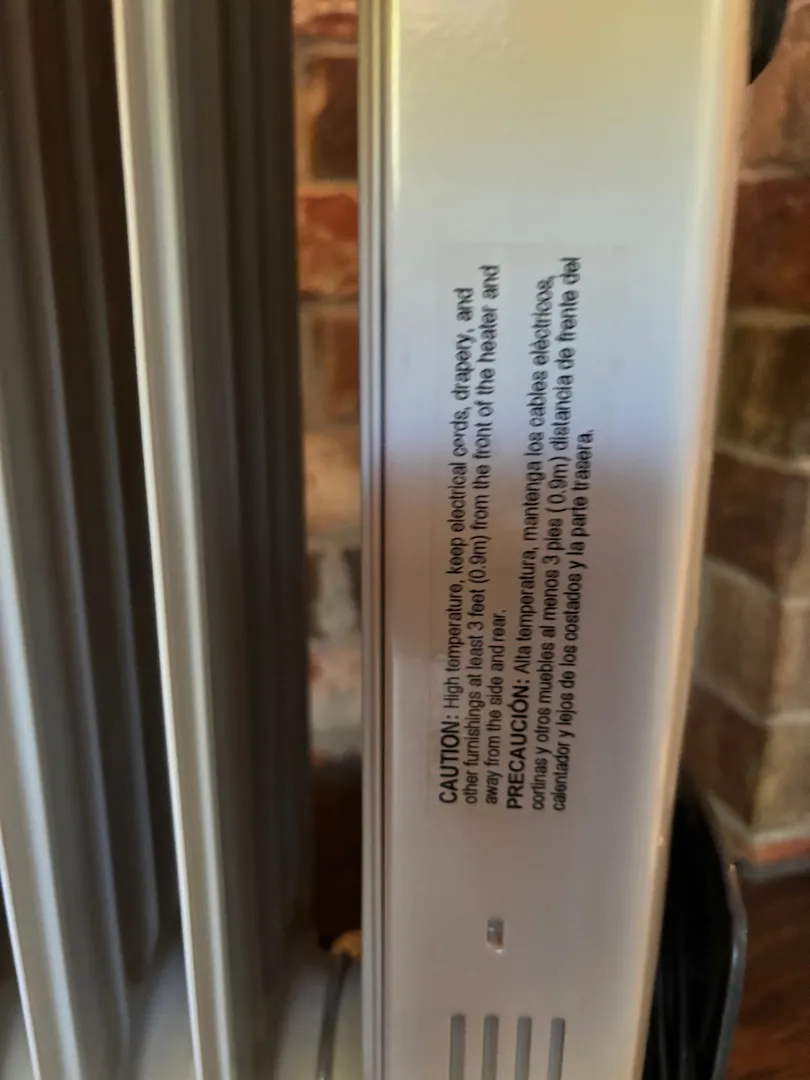 CAUTION: High temperature, keep electrical cords, drapery, and
other furnishings at least 3 feet (0.9m) from the front of the heater and
away from the side and rear.
PRECAUCIÓN: Alta temperatura, mantenga los cables eléctricos,
cortinas y otros muebles al menos 3 pies (0.9m) distancia de frente del
calentador y lejos de los costados y la parte trasera.